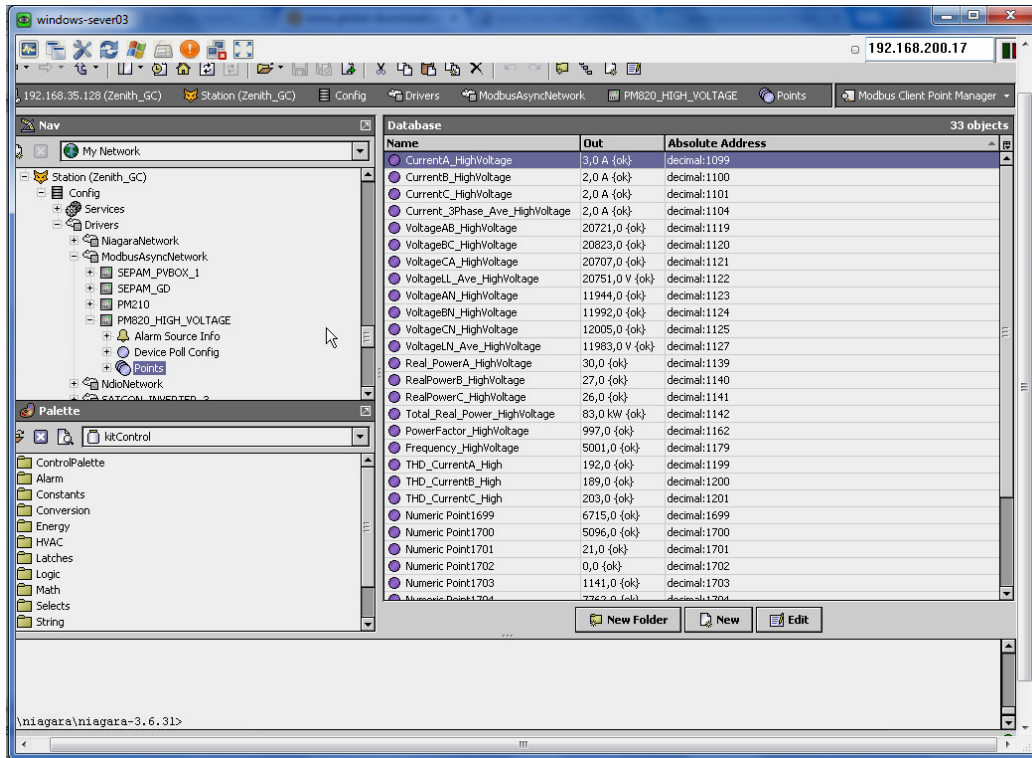 windows-sever03
192.168.200.17
192.168.35.128 (Zenith_GC) Station (Zenith_GC) Config Drivers ModbusAsyncNetwork PM820_HIGH_VOLTAGE Points Modbus Client Point Manager
Nav
My Network
Station (Zenith_GC)
Config
Services
Drivers
NiagaraNetwork
ModbusAsyncNetwork
SEPAM_PVBOX_1
SEPAM_GD
PM210
PM820_HIGH_VOLTAGE
Alarm Source Info
Device Poll Config
Points
NdioNetwork
SATCON_INVERTER_3
Palette
kitControl
ControlPalette
Alarm
Constants
Conversion
Energy
HVAC
Latches
Logic
Math
Selects
String
Database 33 objects
Name Out Absolute Address
CurrentA_HighVoltage 3,0 A {ok} decimal:1099
CurrentB_HighVoltage 2,0 A {ok} decimal:1100
CurrentC_HighVoltage 2,0 A {ok} decimal:1101
Current_3Phase_Ave_HighVoltage 2,0 A {ok} decimal:1104
VoltageAB_HighVoltage 20721,0 {ok} decimal:1119
VoltageBC_HighVoltage 20823,0 {ok} decimal:1120
VoltageCA_HighVoltage 20707,0 {ok} decimal:1121
VoltageLL_Ave_HighVoltage 20751,0 V {ok} decimal:1122
VoltageAN_HighVoltage 11944,0 {ok} decimal:1123
VoltageBN_HighVoltage 11992,0 {ok} decimal:1124
VoltageCN_HighVoltage 12005,0 {ok} decimal:1125
VoltageLN_Ave_HighVoltage 11983,0 V {ok} decimal:1127
Real_PowerA_HighVoltage 30,0 {ok} decimal:1139
RealPowerB_HighVoltage 27,0 {ok} decimal:1140
RealPowerC_HighVoltage 26,0 {ok} decimal:1141
Total_Real_Power_HighVoltage 83,0 kW {ok} decimal:1142
PowerFactor_HighVoltage 997,0 {ok} decimal:1162
Frequency_HighVoltage 5001,0 {ok} decimal:1179
THD_CurrentA_High 192,0 {ok} decimal:1199
THD_CurrentB_High 189,0 {ok} decimal:1200
THD_CurrentC_High 203,0 {ok} decimal:1201
Numeric Point1699 6715,0 {ok} decimal:1699
Numeric Point1700 5096,0 {ok} decimal:1700
Numeric Point1701 21,0 {ok} decimal:1701
Numeric Point1702 0,0 {ok} decimal:1702
Numeric Point1703 1141,0 {ok} decimal:1703
Numeric Point1704 7762,0 {ok} decimal:1704
New Folder New Edit
\niagara\niagara-3.6.31>